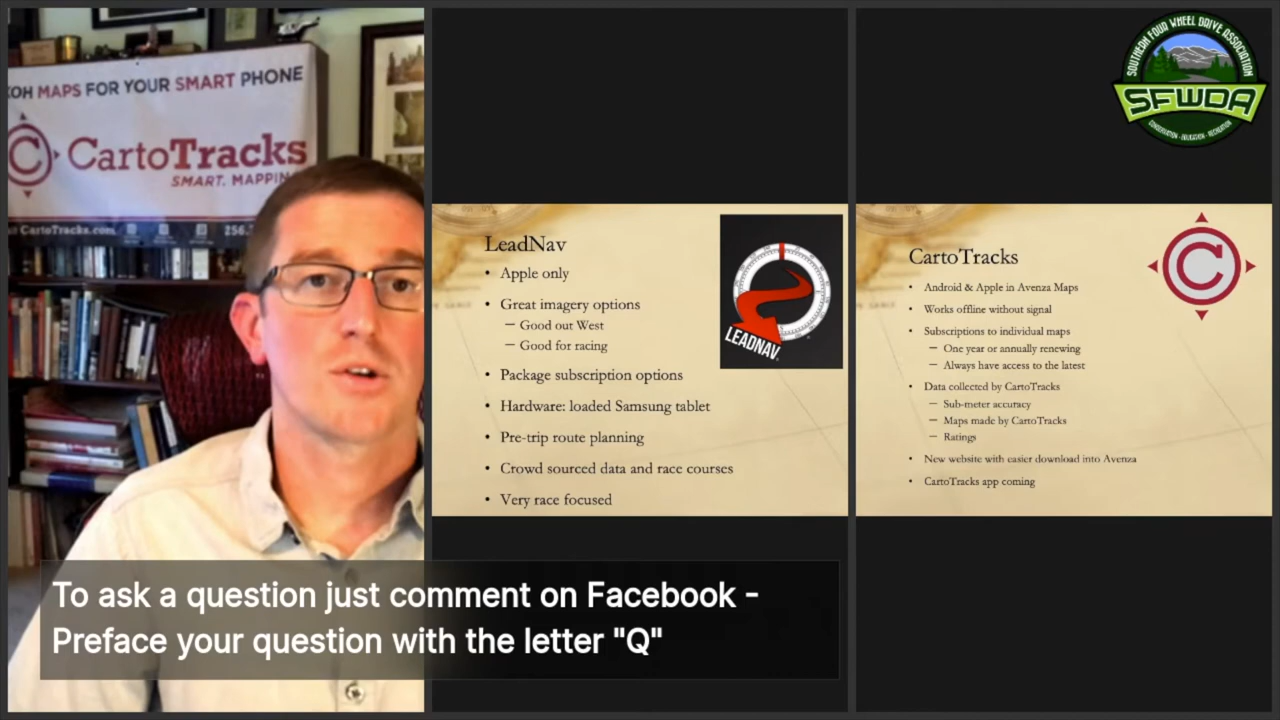 OH MAPS FOR YOUR SMART PHONE
C CartoTracks
SMART. MAPPIN
CartoTracks.com
256.
LeadNav
• Apple only
• Great imagery options
– Good out West
– Good for racing
• Package subscription options
• Hardware: loaded Samsung tablet
• Pre-trip route planning
• Crowd sourced data and race courses
• Very race focused
LEADNAV
CartoTracks
• Android & Apple in Avenza Maps
• Works offline without signal
• Subscriptions to individual maps
– One year or annually renewing
– Always have access to the latest
• Data collected by CartoTracks
– Sub-meter accuracy
– Maps made by CartoTracks
– Ratings
• New website with easier download into Avenza
• CartoTracks app coming
C
SOUTHERN FOUR WHEEL DRIVE ASSOCIATION
SFWDA
CONSERVATION - EDUCATION - RECREATION
To ask a question just comment on Facebook -
Preface your question with the letter "Q"